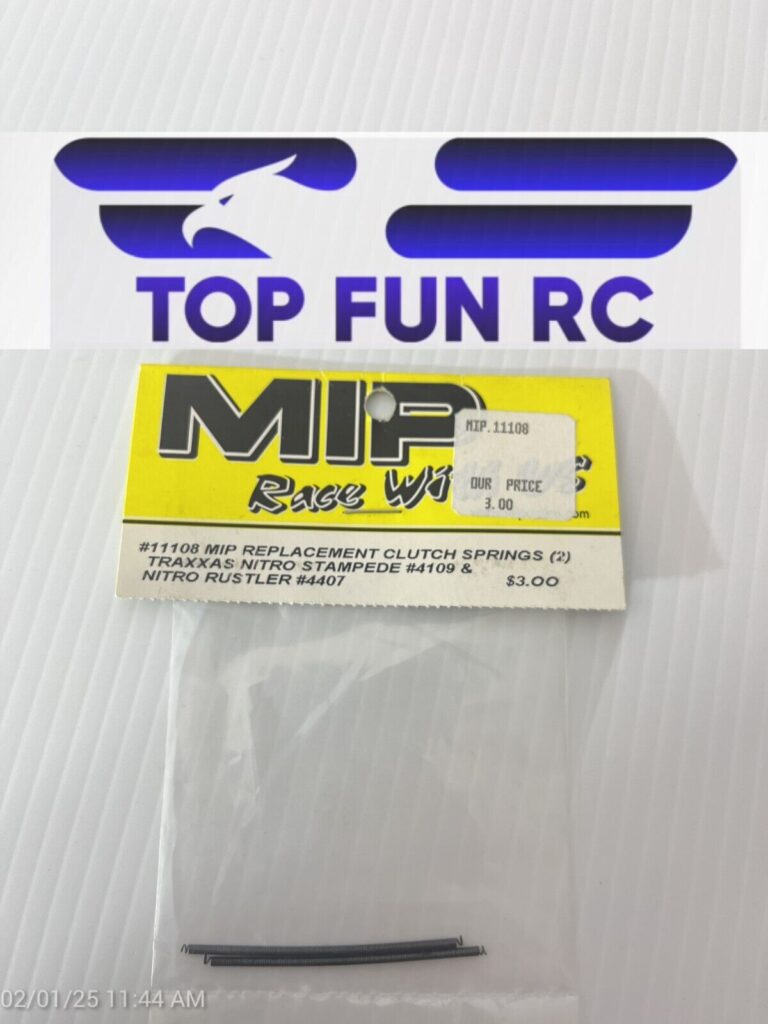 TOP FUN RC
MIP
MIP.11108
OUR PRICE
3.00
Race
#11108 MIP REPLACEMENT CLUTCH SPRINGS (2)
TRAXXAS NITRO STAMPEDE #4109 &
NITRO RUSTLER #4407 $3.00
02/01/25 11:44 AM